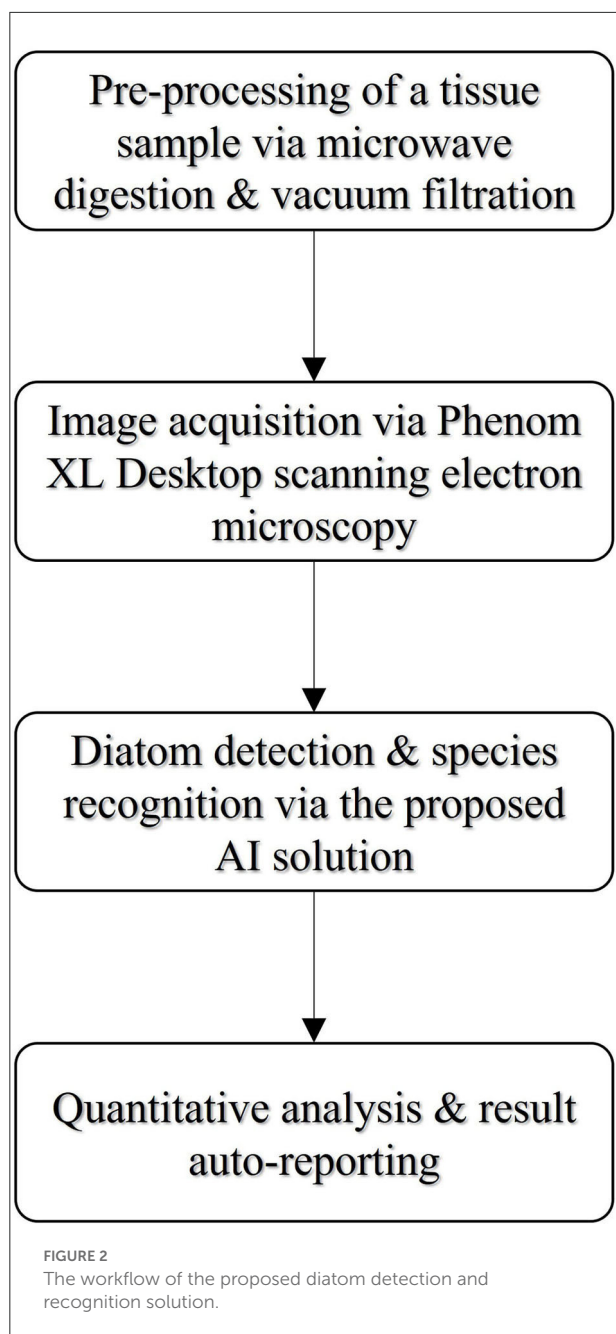 Pre-processing of a tissue
sample via microwave
digestion & vacuum filtration
Image acquisition via Phenom
XL Desktop scanning electron
microscopy
Diatom detection & species
recognition via the proposed
AI solution
Quantitative analysis & result
auto-reporting
FIGURE 2
The workflow of the proposed diatom detection and
recognition solution.